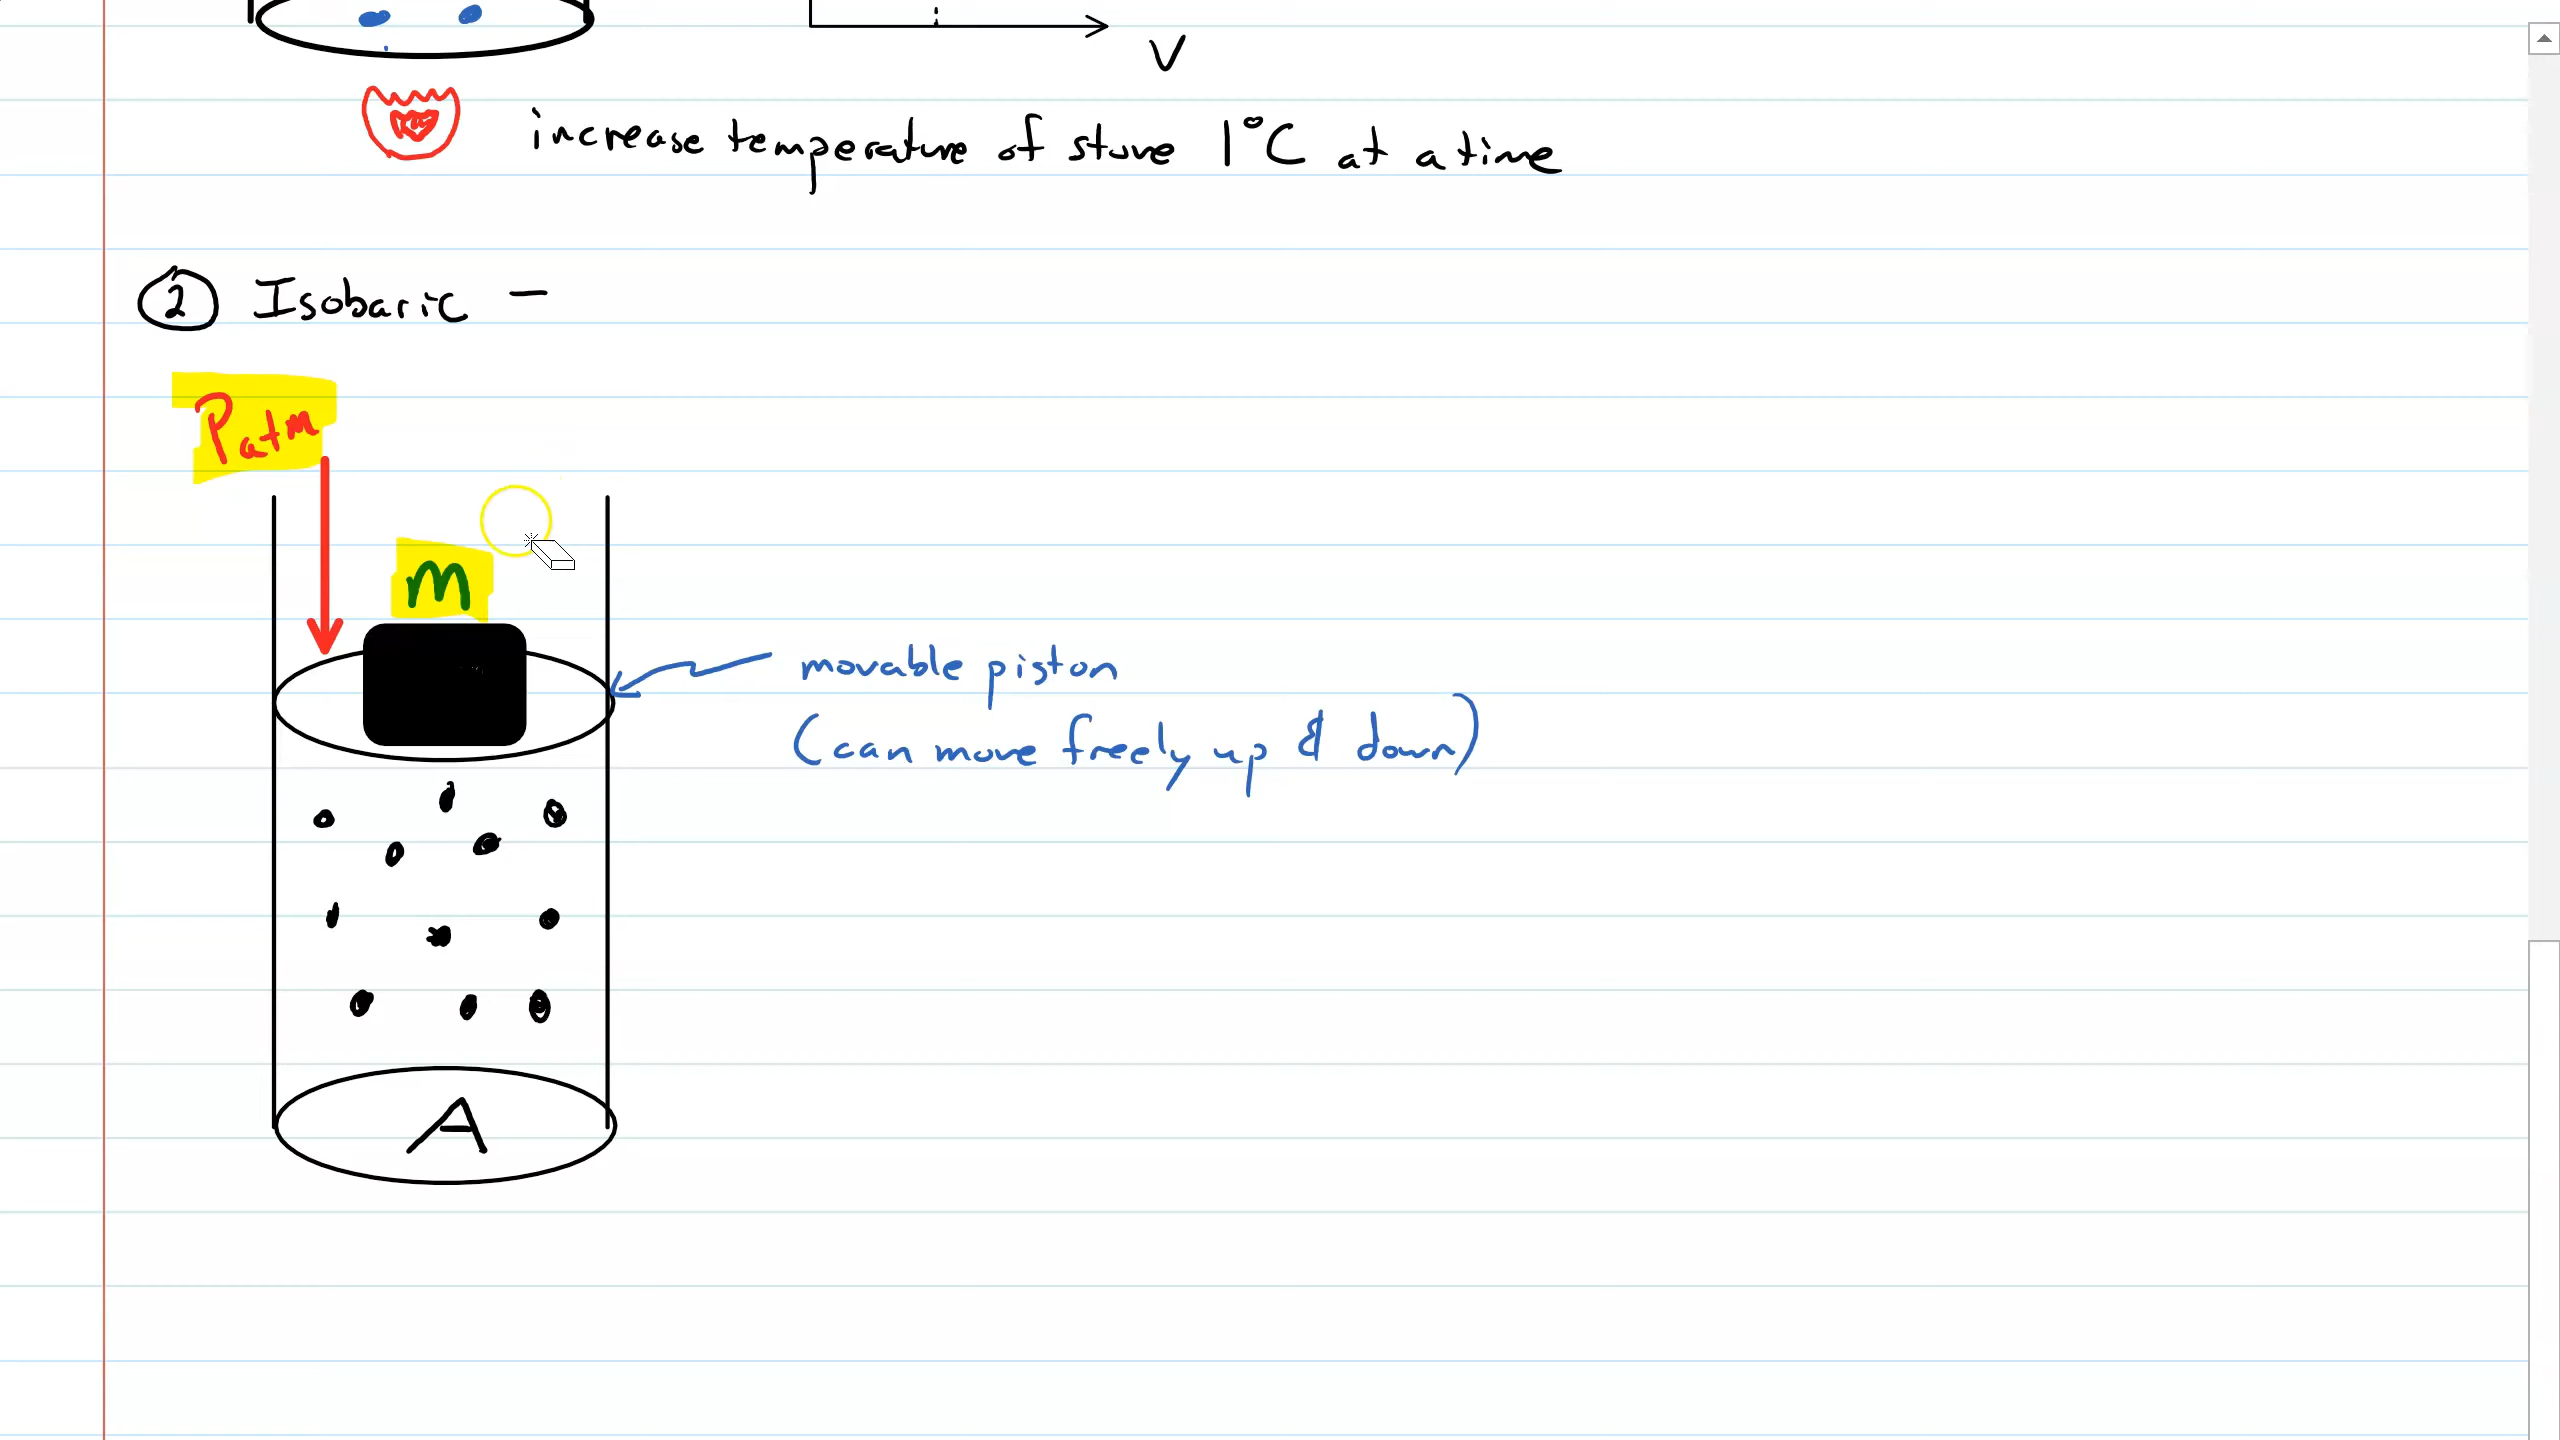 V
increase temperature of stove 1°C at a time
② Isobaric -
Patm
m
movable piston
(can move freely up & down)
A